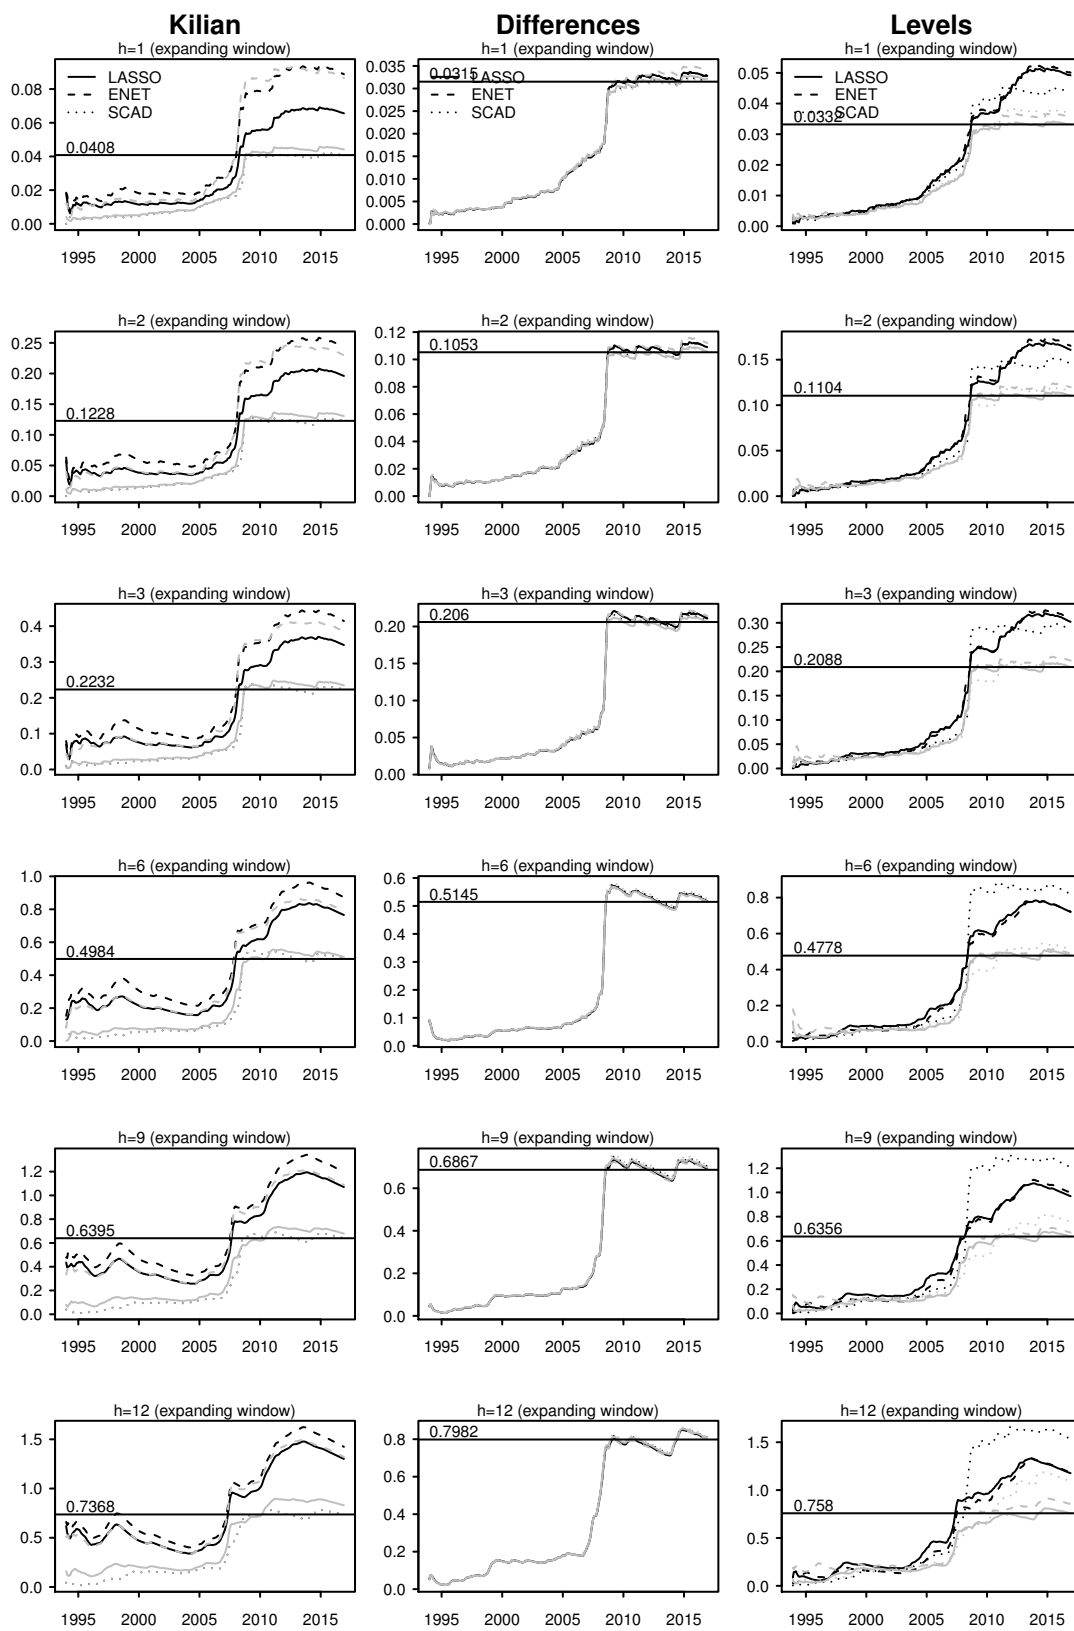 Kilian Differences Levels
h=1 (expanding window) h=1 (expanding window) h=1 (expanding window)
0.08 0.06 0.04 0.02 0.00
LASSO
ENET
SCAD
0.0408
1995 2000 2005 2010 2015
0.035 0.030 0.025 0.020 0.015 0.010 0.005 0.000
0.0315 LASSO
ENET
SCAD
1995 2000 2005 2010 2015
0.05 0.04 0.03 0.02 0.01 0.00
LASSO
ENET
0.0332 SCAD
1995 2000 2005 2010 2015
h=2 (expanding window) h=2 (expanding window) h=2 (expanding window)
0.25 0.20 0.15 0.10 0.05 0.00
0.1228
1995 2000 2005 2010 2015
0.12 0.10 0.08 0.06 0.04 0.02 0.00
0.1053
1995 2000 2005 2010 2015
0.15 0.10 0.05 0.00
0.1104
1995 2000 2005 2010 2015
h=3 (expanding window) h=3 (expanding window) h=3 (expanding window)
0.4 0.3 0.2 0.1 0.0
0.2232
1995 2000 2005 2010 2015
0.20 0.15 0.10 0.05 0.00
0.206
1995 2000 2005 2010 2015
0.30 0.25 0.20 0.15 0.10 0.05 0.00
0.2088
1995 2000 2005 2010 2015
h=6 (expanding window) h=6 (expanding window) h=6 (expanding window)
1.0 0.8 0.6 0.4 0.2 0.0
0.4984
1995 2000 2005 2010 2015
0.6 0.5 0.4 0.3 0.2 0.1 0.0
0.5145
1995 2000 2005 2010 2015
0.8 0.6 0.4 0.2 0.0
0.4778
1995 2000 2005 2010 2015
h=9 (expanding window) h=9 (expanding window) h=9 (expanding window)
1.2 1.0 0.8 0.6 0.4 0.2 0.0
0.6395
1995 2000 2005 2010 2015
0.6 0.4 0.2 0.0
0.6867
1995 2000 2005 2010 2015
1.2 1.0 0.8 0.6 0.4 0.2 0.0
0.6356
1995 2000 2005 2010 2015
h=12 (expanding window) h=12 (expanding window) h=12 (expanding window)
1.5 1.0 0.5 0.0
0.7368
1995 2000 2005 2010 2015
0.8 0.6 0.4 0.2 0.0
0.7982
1995 2000 2005 2010 2015
1.5 1.0 0.5 0.0
0.758
1995 2000 2005 2010 2015